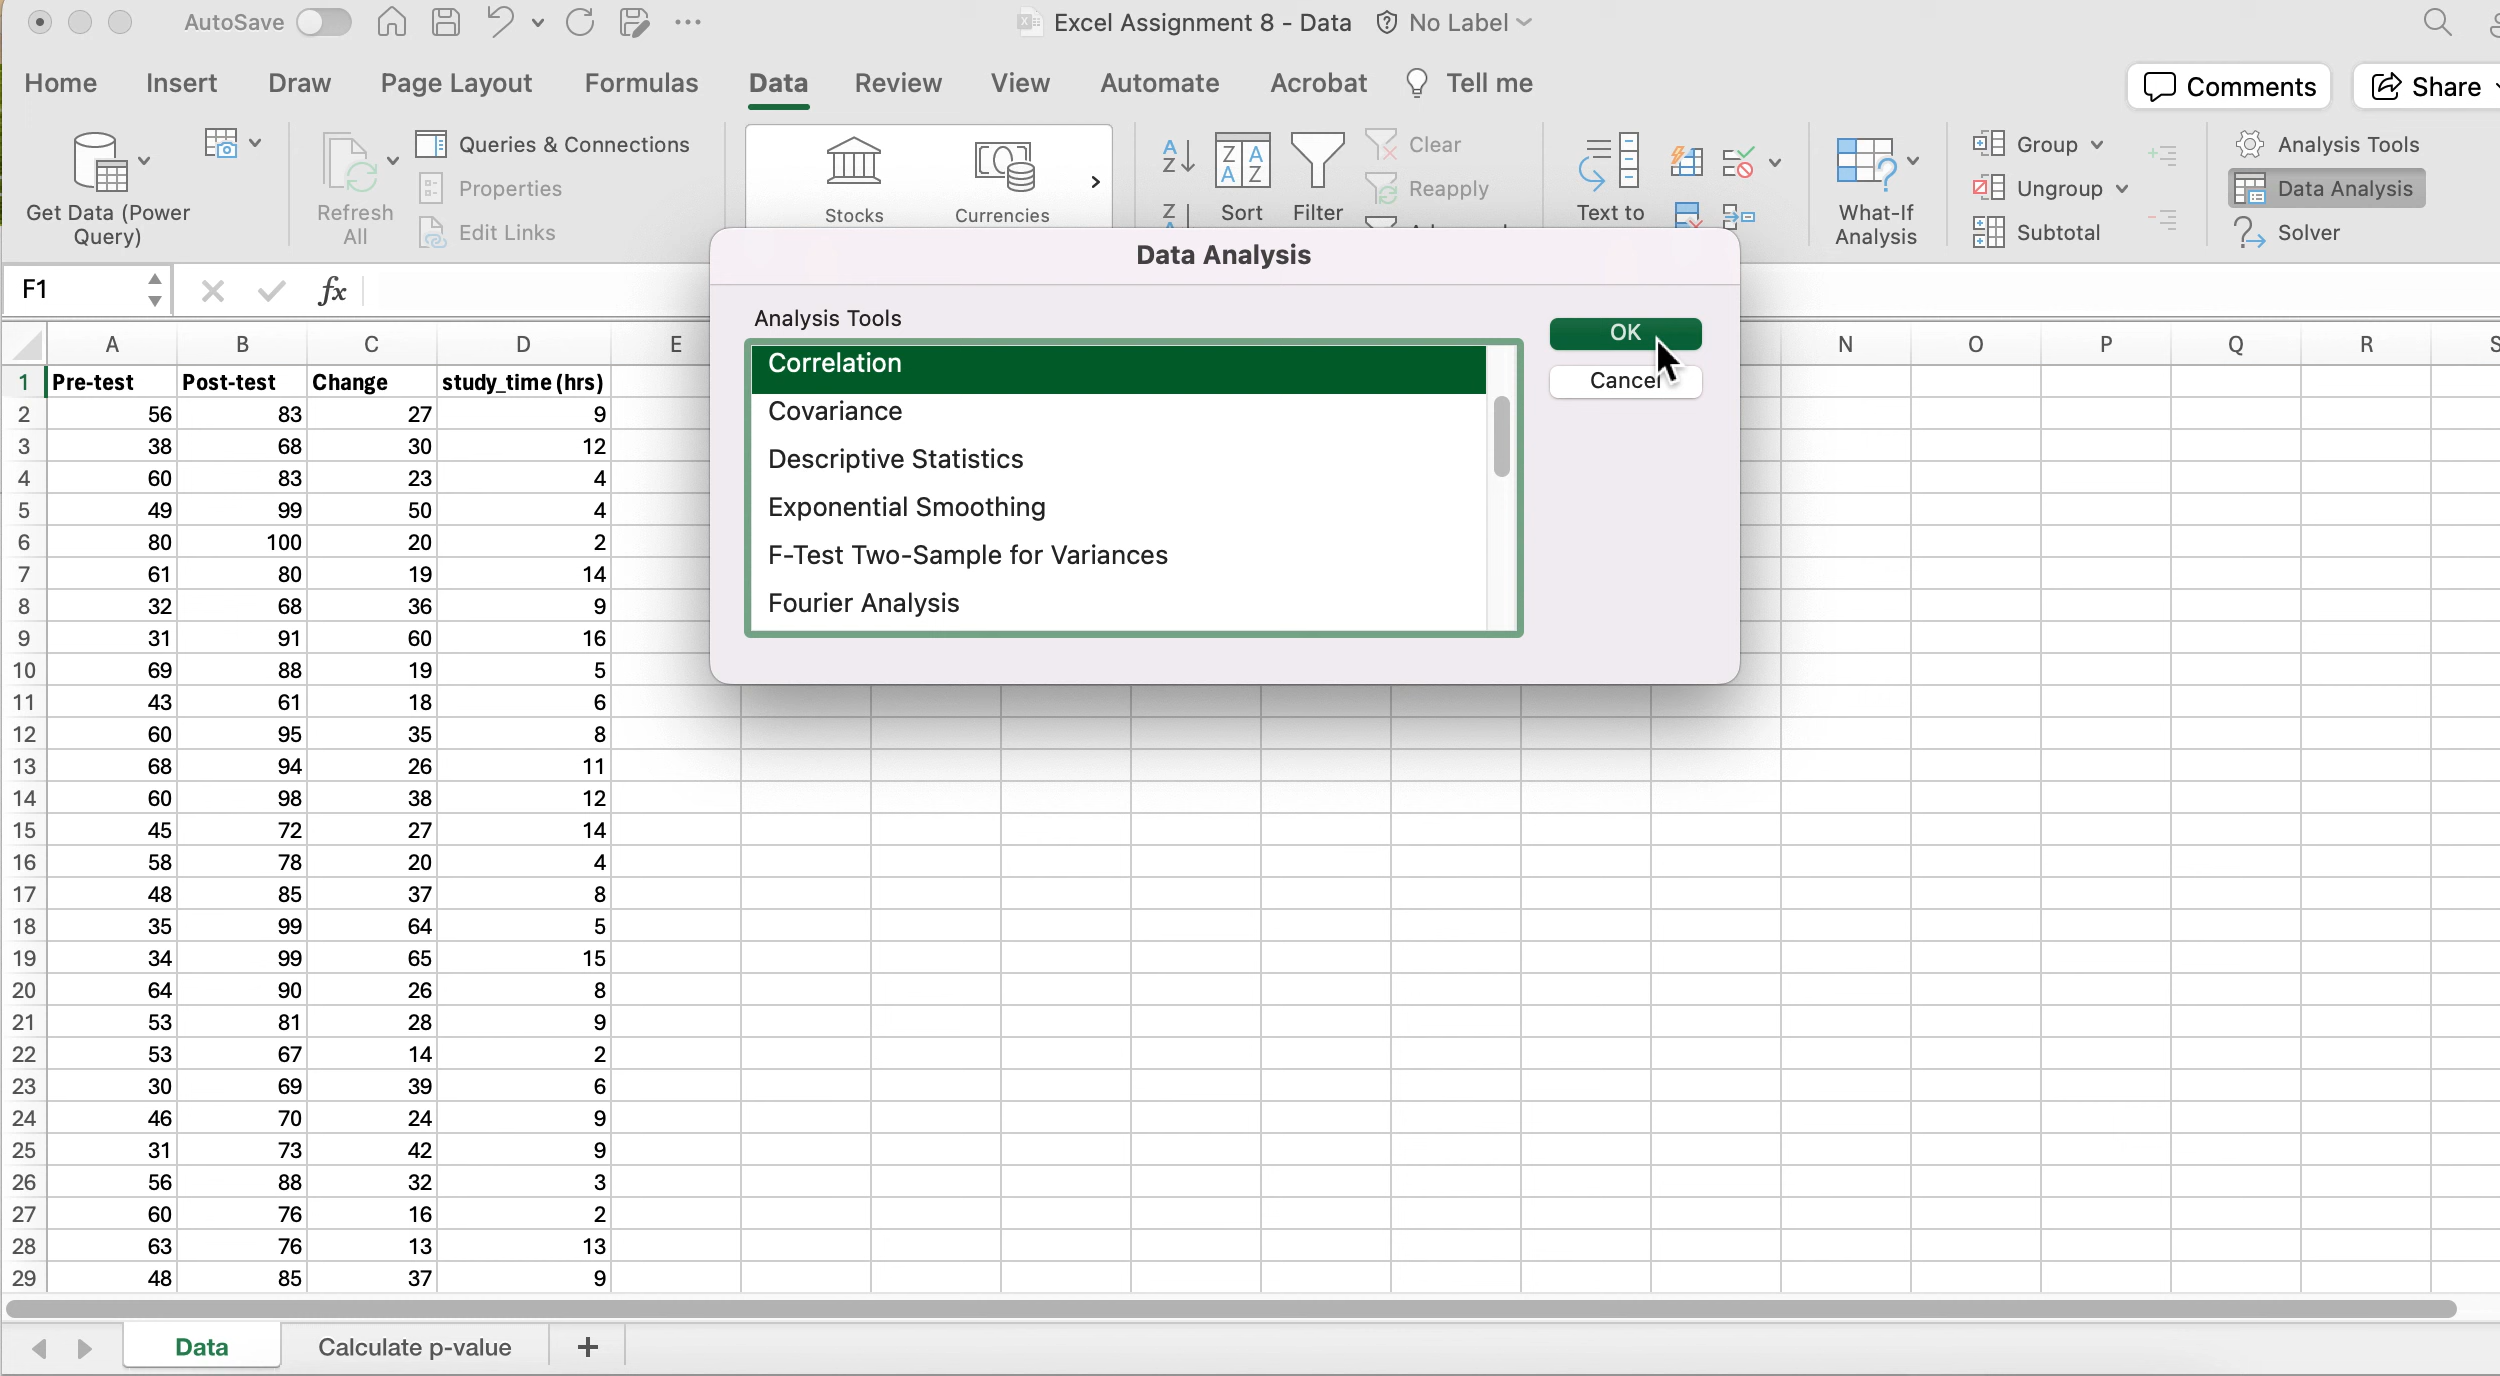 AutoSave
Excel Assignment 8 - Data No Label
Home Insert Draw Page Layout Formulas Data Review View Automate Acrobat Tell me
Comments Share
Get Data (Power Query)
Refresh All
Queries & Connections
Properties
Edit Links
Stocks Currencies
Sort Filter
Clear
Reapply
Text to
What-If Analysis
Group
Ungroup
Subtotal
Analysis Tools
Data Analysis
Solver
F1 fx
Data Analysis
Analysis Tools
Correlation
Covariance
Descriptive Statistics
Exponential Smoothing
F-Test Two-Sample for Variances
Fourier Analysis
OK
Cancel
A B C D E N O P Q R S
1 Pre-test Post-test Change study_time (hrs)
2 56 83 27 9
3 38 68 30 12
4 60 83 23 4
5 49 99 50 4
6 80 100 20 2
7 61 80 19 14
8 32 68 36 9
9 31 91 60 16
10 69 88 19 5
11 43 61 18 6
12 60 95 35 8
13 68 94 26 11
14 60 98 38 12
15 45 72 27 14
16 58 78 20 4
17 48 85 37 8
18 35 99 64 5
19 34 99 65 15
20 64 90 26 8
21 53 81 28 9
22 53 67 14 2
23 30 69 39 6
24 46 70 24 9
25 31 73 42 9
26 56 88 32 3
27 60 76 16 2
28 63 76 13 13
29 48 85 37 9
Data Calculate p-value +